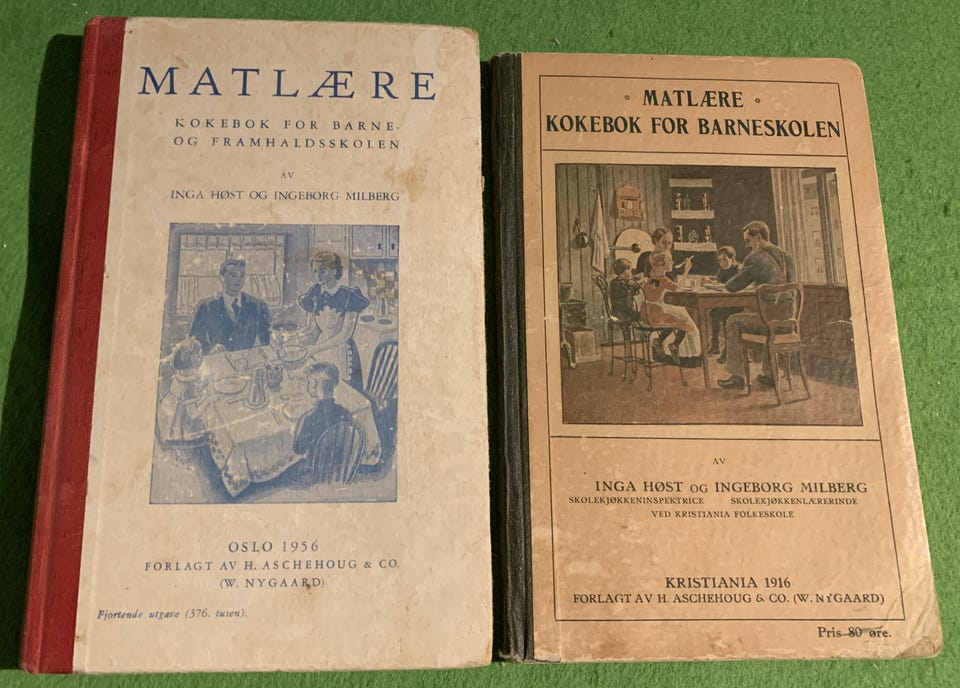 MATLÆRE
KOKEBOK FOR BARNE-
OG FRAMHALDSSKOLEN
AV
INGA HØST OG INGEBORG MILBERG
OSLO 1956
FORLAGT AV H. ASCHEHOUG & CO.
(W. NYGAARD)
Fjortende utgave (376. tusen).
* MATLÆRE *
KOKEBOK FOR BARNESKOLEN
AV
INGA HØST OG INGEBORG MILBERG
SKOLEKJØKKENINSPEKTRICE SKOLEKJØKKENLÆRERINDE
VED KRISTIANIA FOLKESKOLE
KRISTIANIA 1916
FORLAGT AV H. ASCHEHOUG & CO. (W. NYGAARD)
Pris 80 øre.